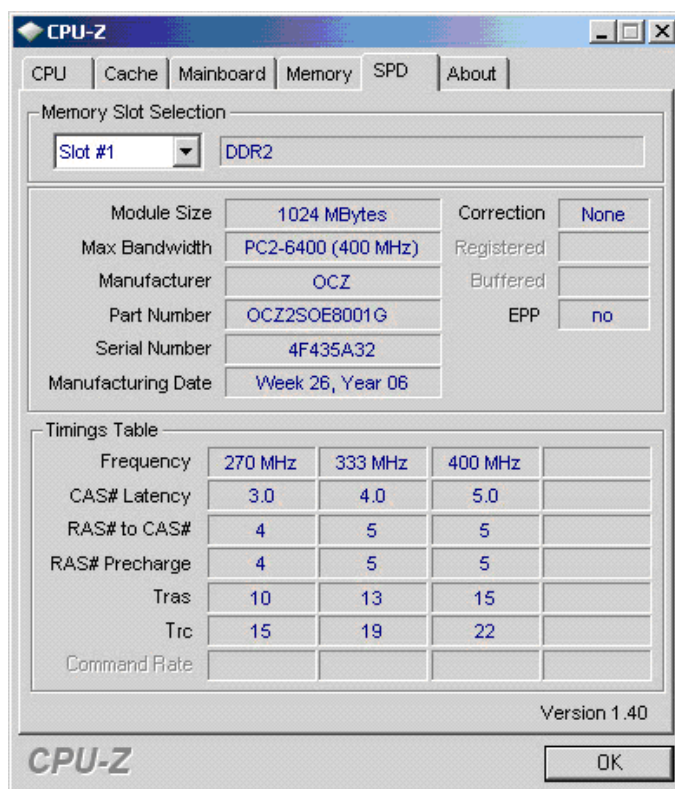 CPU-Z
CPU Cache Mainboard Memory SPD About
Memory Slot Selection
Slot #1 DDR2
Module Size 1024 MBytes Correction None
Max Bandwidth PC2-6400 (400 MHz) Registered
Manufacturer OCZ Buffered
Part Number OCZ2SOE8001G EPP no
Serial Number 4F435A32
Manufacturing Date Week 26, Year 06
Timings Table
Frequency 270 MHz 333 MHz 400 MHz
CAS# Latency 3.0 4.0 5.0
RAS# to CAS# 4 5 5
RAS# Precharge 4 5 5
Tras 10 13 15
Trc 15 19 22
Command Rate
Version 1.40
CPU-Z OK